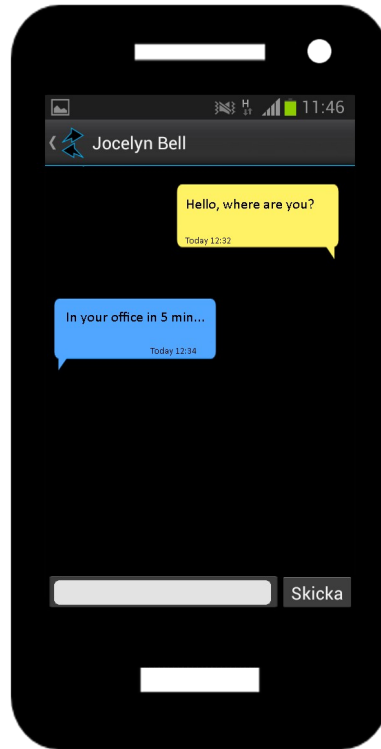 H 11:46
Jocelyn Bell
Hello, where are you?
Today 12:32
In your office in 5 min...
Today 12:34
Skicka